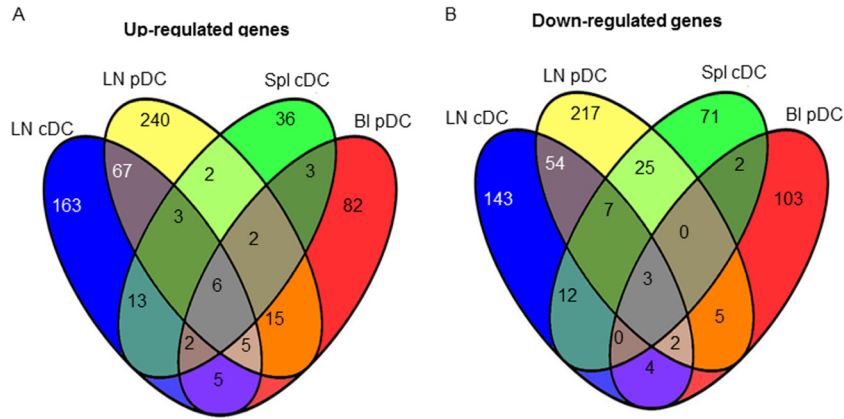 A
Up-regulated genes
LN pDC
Spl cDC
LN cDC
Bl pDC
240
36
67
2
3
163
3
82
2
6
13
15
2
5
5
B
Down-regulated genes
LN pDC
Spl cDC
LN cDC
Bl pDC
217
71
54
25
2
143
7
103
0
3
12
5
0
2
4